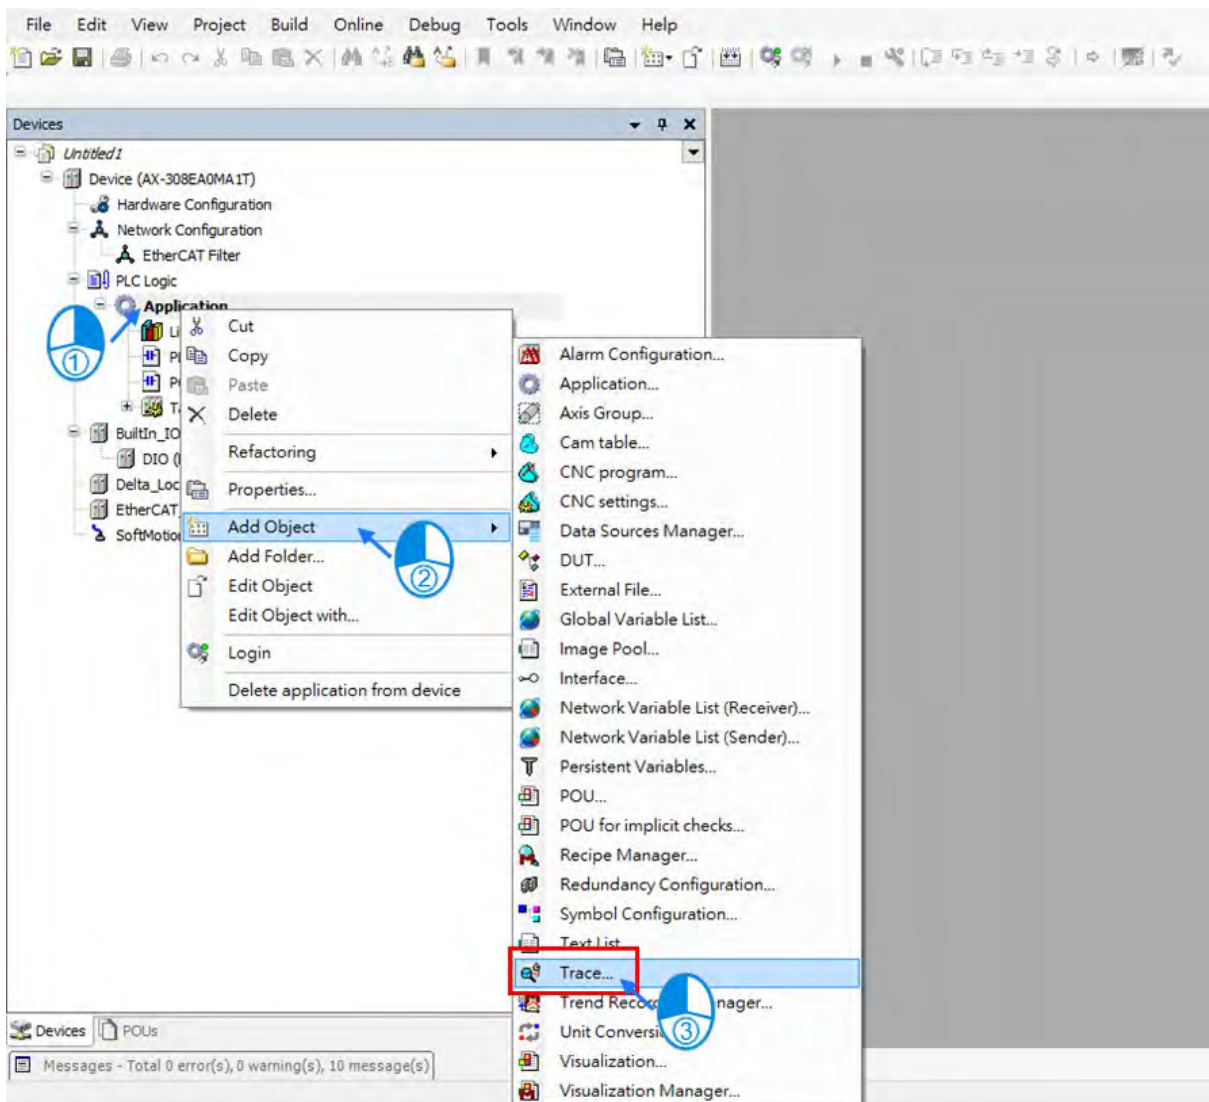 File Edit View Project Build Online Debug Tools Window Help
Devices
Untitled1
Device (AX-308EA0MA1T)
Hardware Configuration
Network Configuration
EtherCAT Filter
PLC Logic
Application
①
BuiltIn_IO
DIO
Delta_Loc
EtherCAT
SoftMotio
Cut
Copy
Paste
Delete
Refactoring
Properties...
Add Object
②
Add Folder...
Edit Object
Edit Object with...
Login
Delete application from device
Alarm Configuration...
Application...
Axis Group...
Cam table...
CNC program...
CNC settings...
Data Sources Manager...
DUT...
External File...
Global Variable List...
Image Pool...
Interface...
Network Variable List (Receiver)...
Network Variable List (Sender)...
Persistent Variables...
POU...
POU for implicit checks...
Recipe Manager...
Redundancy Configuration...
Symbol Configuration...
Text List
Trace...
Trend Reco nager...
③
Unit Conversi
Visualization...
Visualization Manager...
Devices POUs
Messages - Total 0 error(s), 0 warning(s), 10 message(s)